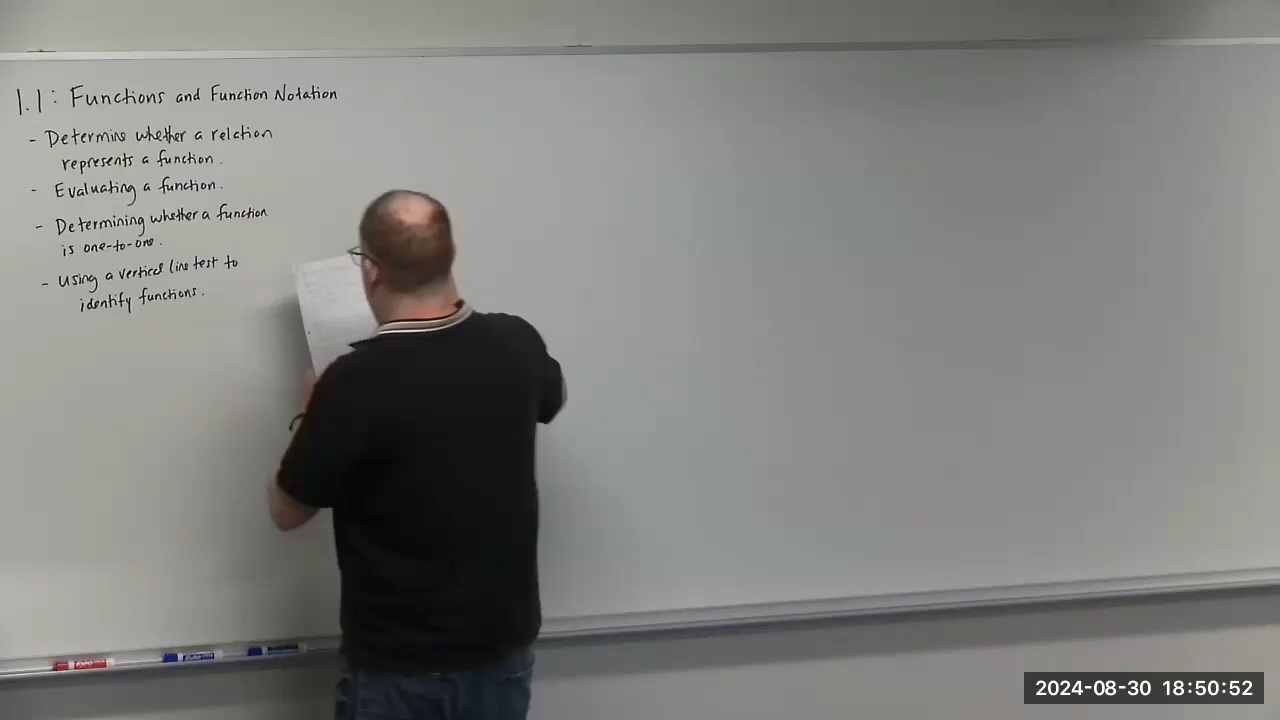 1.1: Functions and Function Notation
- Determine whether a relation
represents a function.
- Evaluating a function.
- Determining whether a function
is one-to-one.
- Using a vertical line test to
identify functions.
2024-08-30 18:50:52